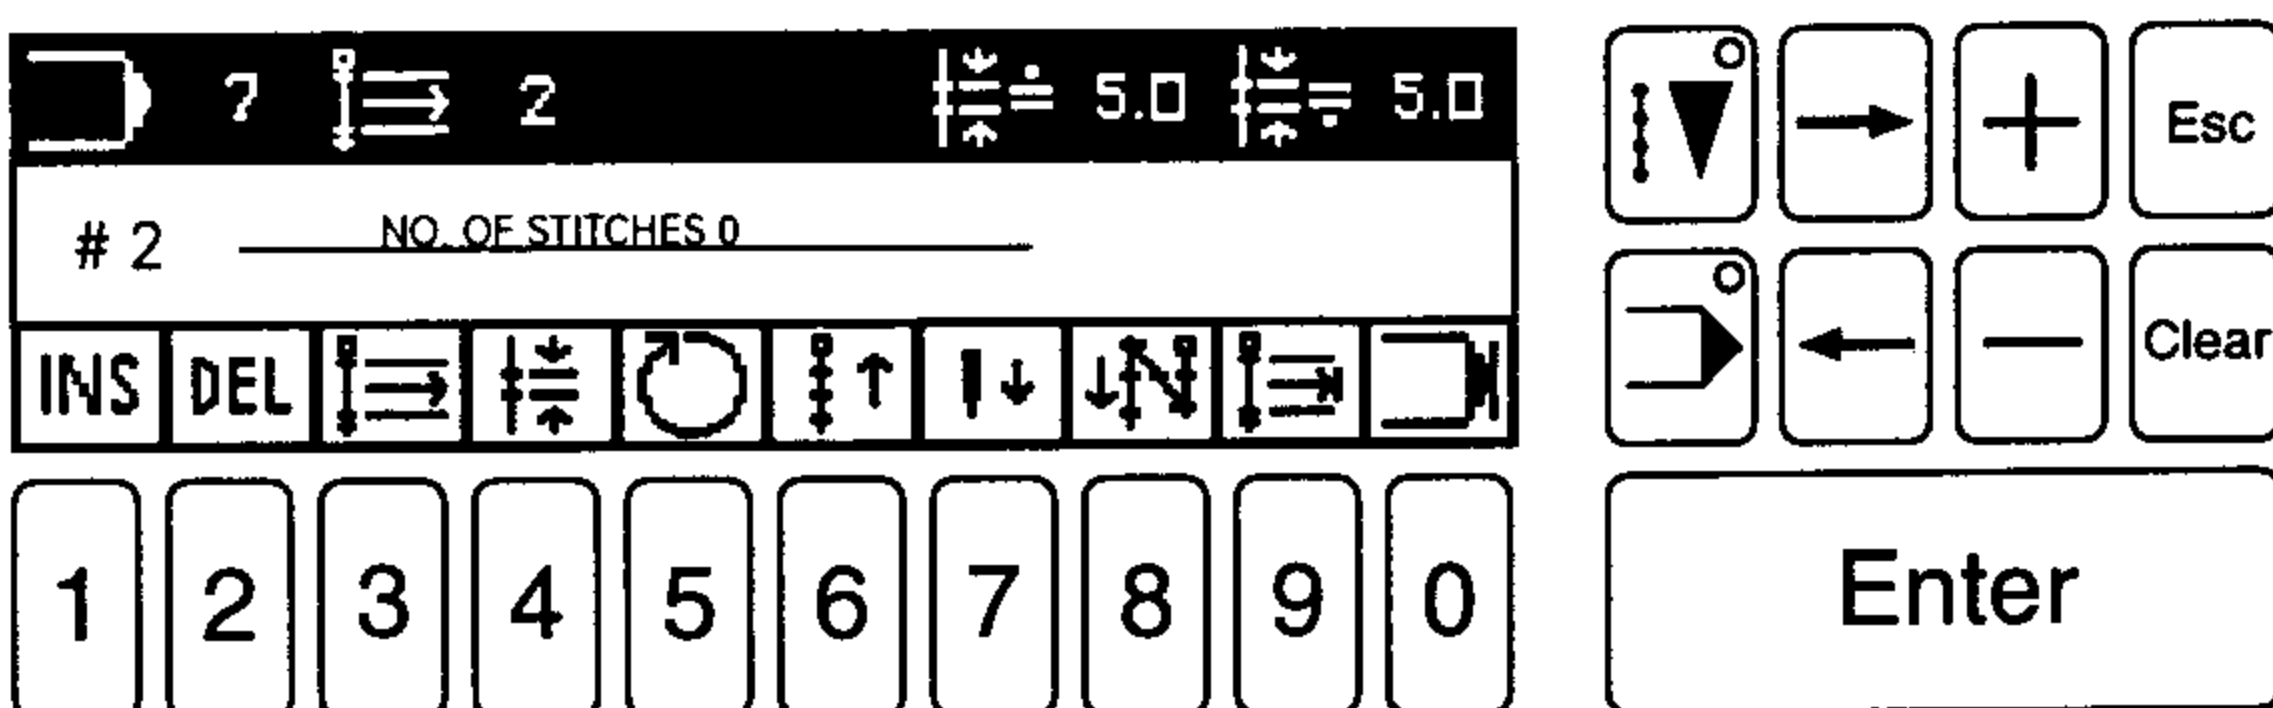 7 2 5.0 5.0
# 2 NO. OF STITCHES 0
INS DEL
1 2 3 4 5 6 7 8 9 0
Esc
Clear
Enter